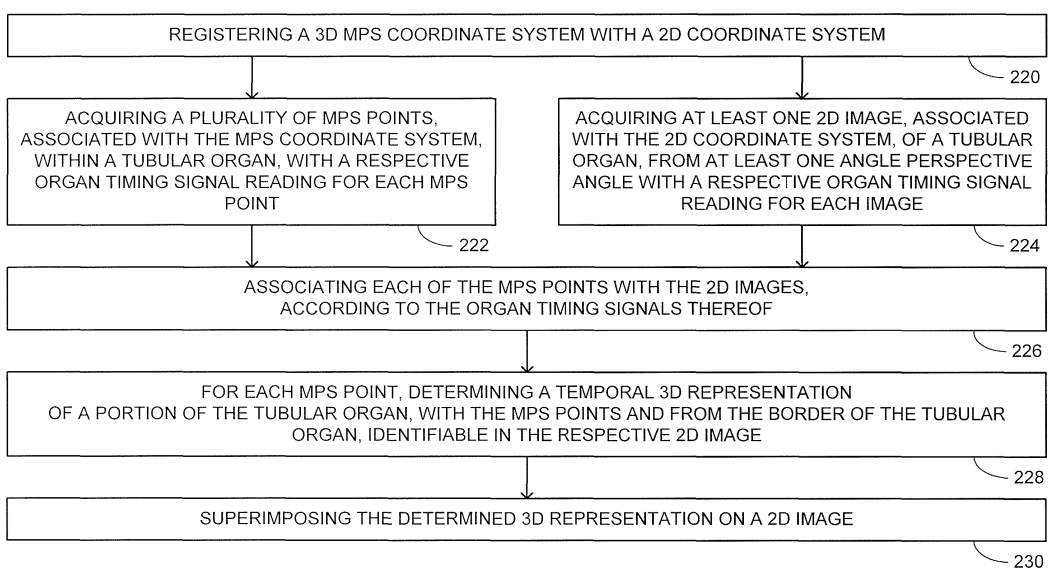 REGISTERING A 3D MPS COORDINATE SYSTEM WITH A 2D COORDINATE SYSTEM
220
ACQUIRING A PLURALITY OF MPS POINTS,
ASSOCIATED WITH THE MPS COORDINATE SYSTEM,
WITHIN A TUBULAR ORGAN, WITH A RESPECTIVE
ORGAN TIMING SIGNAL READING FOR EACH MPS
POINT
222
ACQUIRING AT LEAST ONE 2D IMAGE, ASSOCIATED
WITH THE 2D COORDINATE SYSTEM, OF A TUBULAR
ORGAN, FROM AT LEAST ONE ANGLE PERSPECTIVE
ANGLE WITH A RESPECTIVE ORGAN TIMING SIGNAL
READING FOR EACH IMAGE
224
ASSOCIATING EACH OF THE MPS POINTS WITH THE 2D IMAGES,
ACCORDING TO THE ORGAN TIMING SIGNALS THEREOF
226
FOR EACH MPS POINT, DETERMINING A TEMPORAL 3D REPRESENTATION
OF A PORTION OF THE TUBULAR ORGAN, WITH THE MPS POINTS AND FROM THE BORDER OF THE TUBULAR
ORGAN, IDENTIFIABLE IN THE RESPECTIVE 2D IMAGE
228
SUPERIMPOSING THE DETERMINED 3D REPRESENTATION ON A 2D IMAGE
230